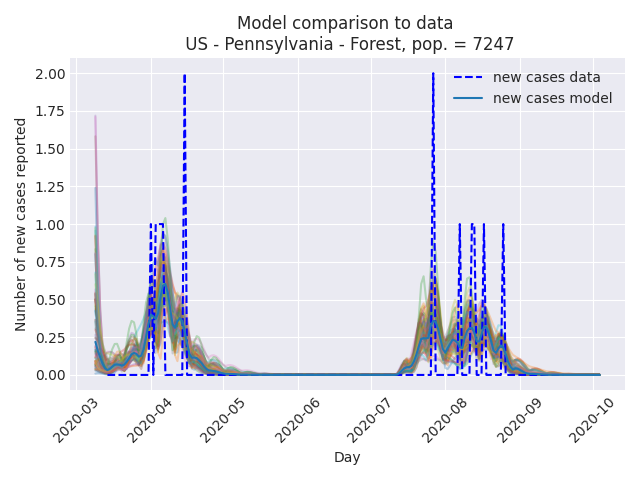 Model comparison to data
US - Pennsylvania - Forest, pop. = 7247
new cases data
new cases model
2.00
1.75
1.50
1.25
1.00
0.75
0.50
0.25
0.00
Number of new cases reported
2020-03
2020-04
2020-05
2020-06
2020-07
2020-08
2020-09
2020-10
Day